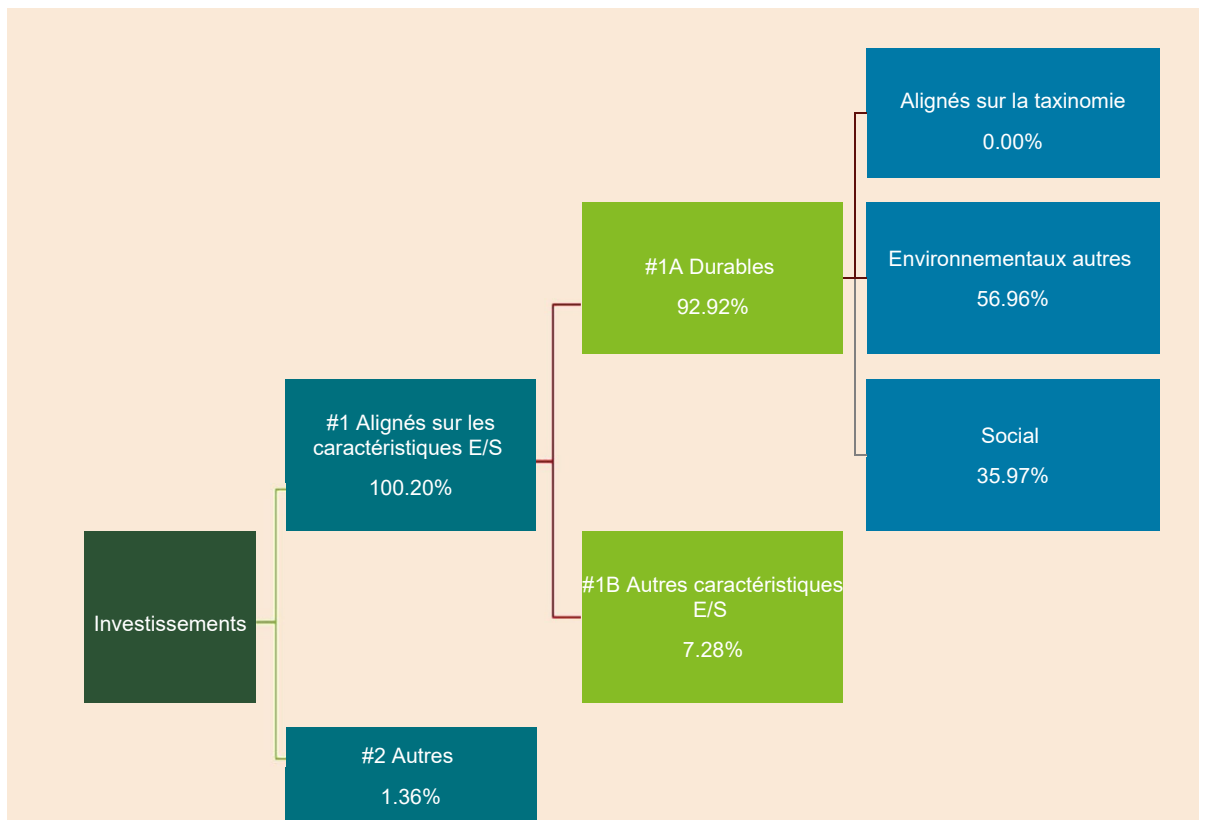 Alignés sur la taxinomie
0.00%
#1A Durables
92.92%
Environnementaux autres
56.96%
#1 Alignés sur les
caractéristiques E/S
100.20%
Social
35.97%
Investissements
#1B Autres caractéristiques
E/S
7.28%
#2 Autres
1.36%